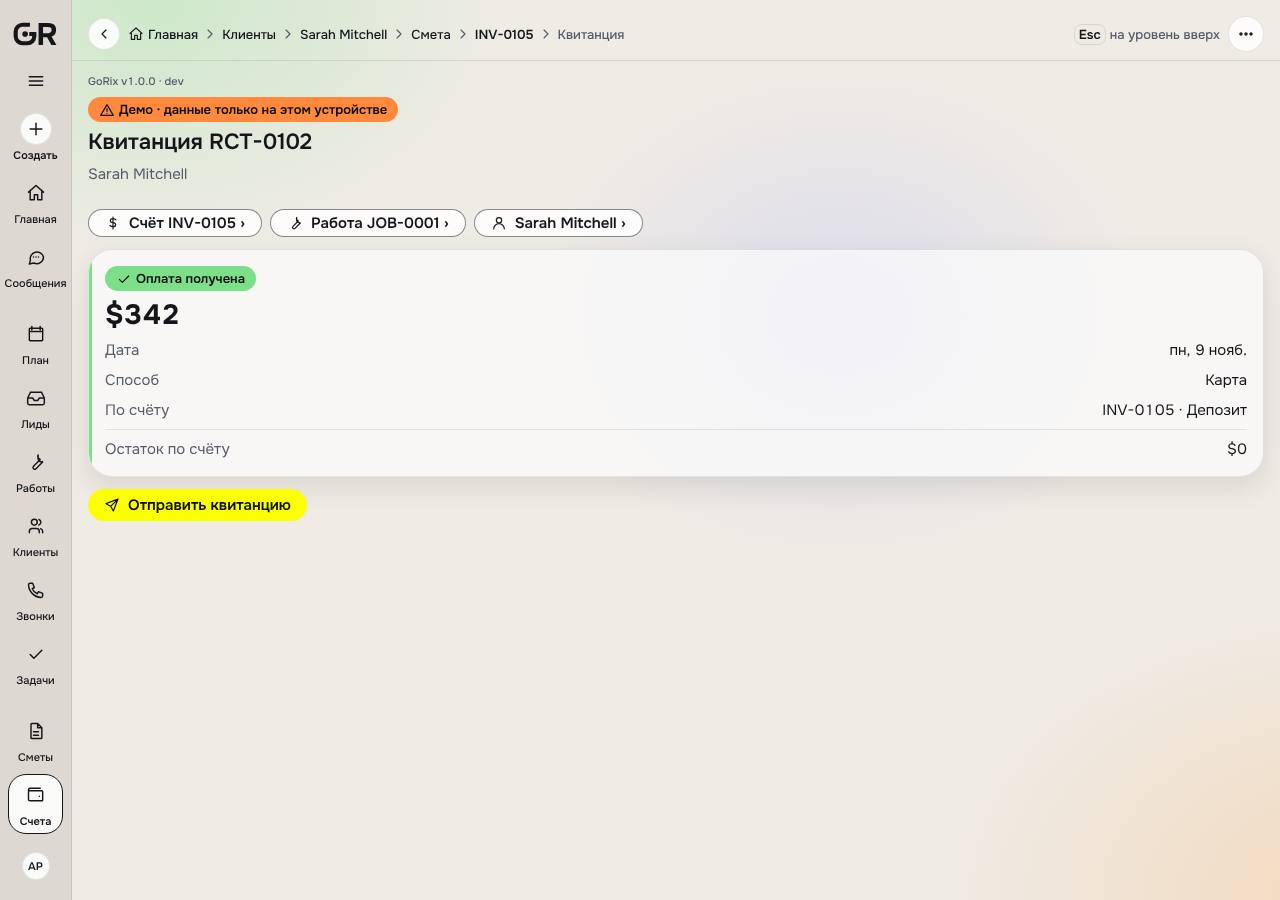 GR
Главная
Клиенты
Sarah Mitchell
Смета
INV-0105
Квитанция
Esc на уровень вверх
GoRix v1.0.0 · dev
Демо · данные только на этом устройстве
Квитанция RCT-0102
Sarah Mitchell
$ Счёт INV-0105 ›
Работа JOB-0001 ›
Sarah Mitchell ›
Оплата получена
$342
Дата
пн, 9 нояб.
Способ
Карта
По счёту
INV-0105 · Депозит
Остаток по счёту
$0
Отправить квитанцию
Создать
Главная
Сообщения
План
Лиды
Работы
Клиенты
Звонки
Задачи
Сметы
Счета
AP